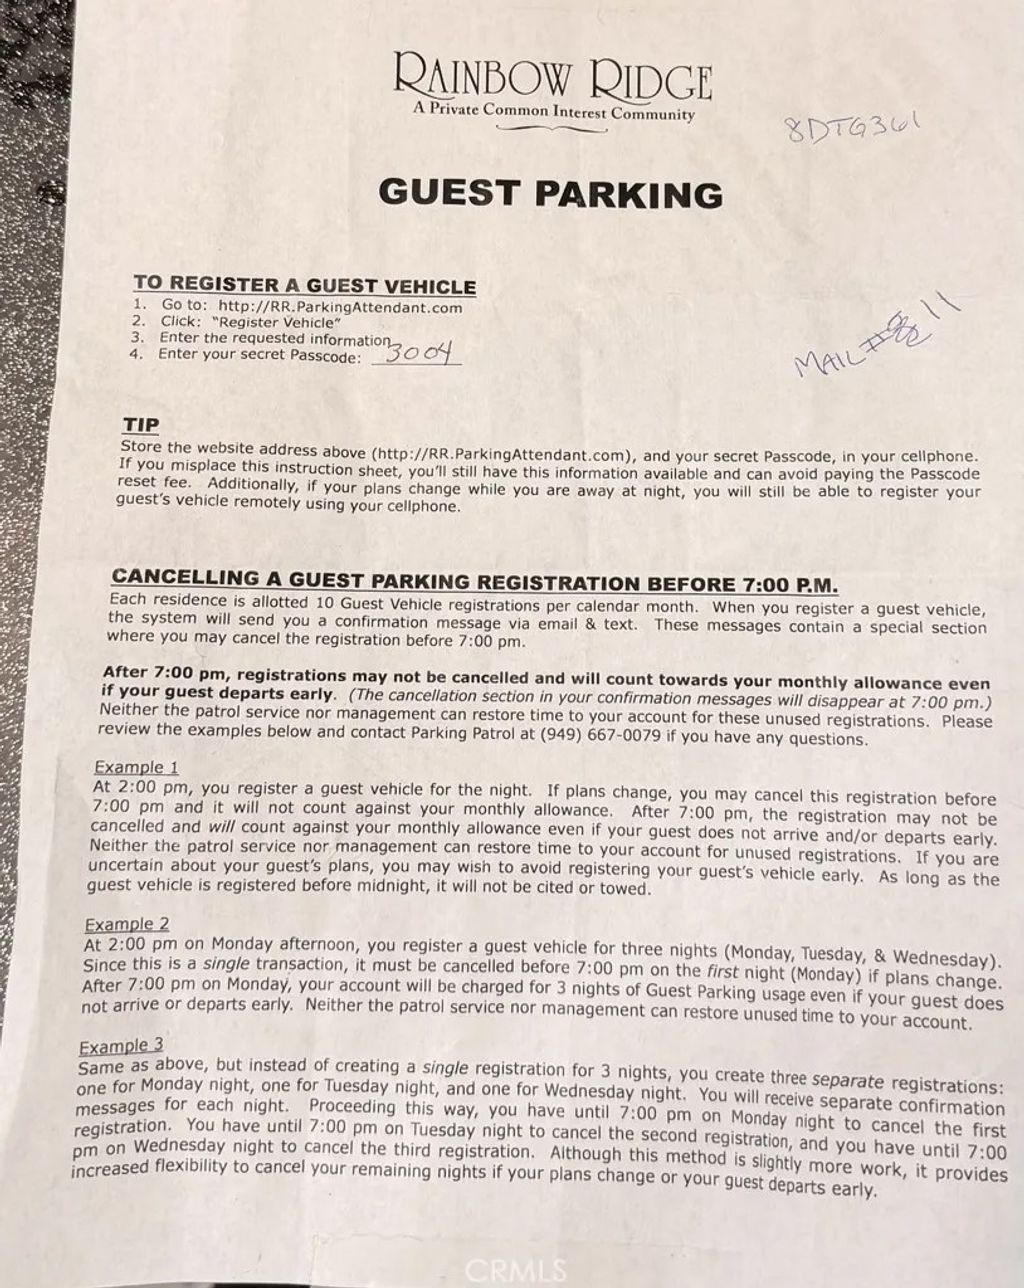 RAINBOW RIDGE
A Private Common Interest Community
8DTG361
GUEST PARKING
TO REGISTER A GUEST VEHICLE
1. Go to: http://RR.ParkingAttendant.com
2. Click: "Register Vehicle"
3. Enter the requested information
4. Enter your secret Passcode: 3004
MAIL # 11
TIP
Store the website address above (http://RR.ParkingAttendant.com), and your secret Passcode, in your cellphone.
If you misplace this instruction sheet, you'll still have this information available and can avoid paying the Passcode
reset fee. Additionally, if your plans change while you are away at night, you will still be able to register your
guest's vehicle remotely using your cellphone.
CANCELLING A GUEST PARKING REGISTRATION BEFORE 7:00 P.M.
Each residence is allotted 10 Guest Vehicle registrations per calendar month. When you register a guest vehicle,
the system will send you a confirmation message via email & text. These messages contain a special section
where you may cancel the registration before 7:00 pm.
After 7:00 pm, registrations may not be cancelled and will count towards your monthly allowance even
if your guest departs early. (The cancellation section in your confirmation messages will disappear at 7:00 pm.)
Neither the patrol service nor management can restore time to your account for these unused registrations. Please
review the examples below and contact Parking Patrol at (949) 667-0079 if you have any questions.
Example 1
At 2:00 pm, you register a guest vehicle for the night. If plans change, you may cancel this registration before
7:00 pm and it will not count against your monthly allowance. After 7:00 pm, the registration may not be
cancelled and will count against your monthly allowance even if your guest does not arrive and/or departs early.
Neither the patrol service nor management can restore time to your account for unused registrations. If you are
uncertain about your guest's plans, you may wish to avoid registering your guest's vehicle early. As long as the
guest vehicle is registered before midnight, it will not be cited or towed.
Example 2
At 2:00 pm on Monday afternoon, you register a guest vehicle for three nights (Monday, Tuesday, & Wednesday).
Since this is a single transaction, it must be cancelled before 7:00 pm on the first night (Monday) if plans change.
After 7:00 pm on Monday, your account will be charged for 3 nights of Guest Parking usage even if your guest does
not arrive or departs early. Neither the patrol service nor management can restore unused time to your account.
Example 3
Same as above, but instead of creating a single registration for 3 nights, you create three separate registrations:
one for Monday night, one for Tuesday night, and one for Wednesday night. You will receive separate confirmation
messages for each night. Proceeding this way, you have until 7:00 pm on Monday night to cancel the first
registration. You have until 7:00 pm on Tuesday night to cancel the second registration, and you have until 7:00
pm on Wednesday night to cancel the third registration. Although this method is slightly more work, it provides
increased flexibility to cancel your remaining nights if your plans change or your guest departs early.
CRMLS